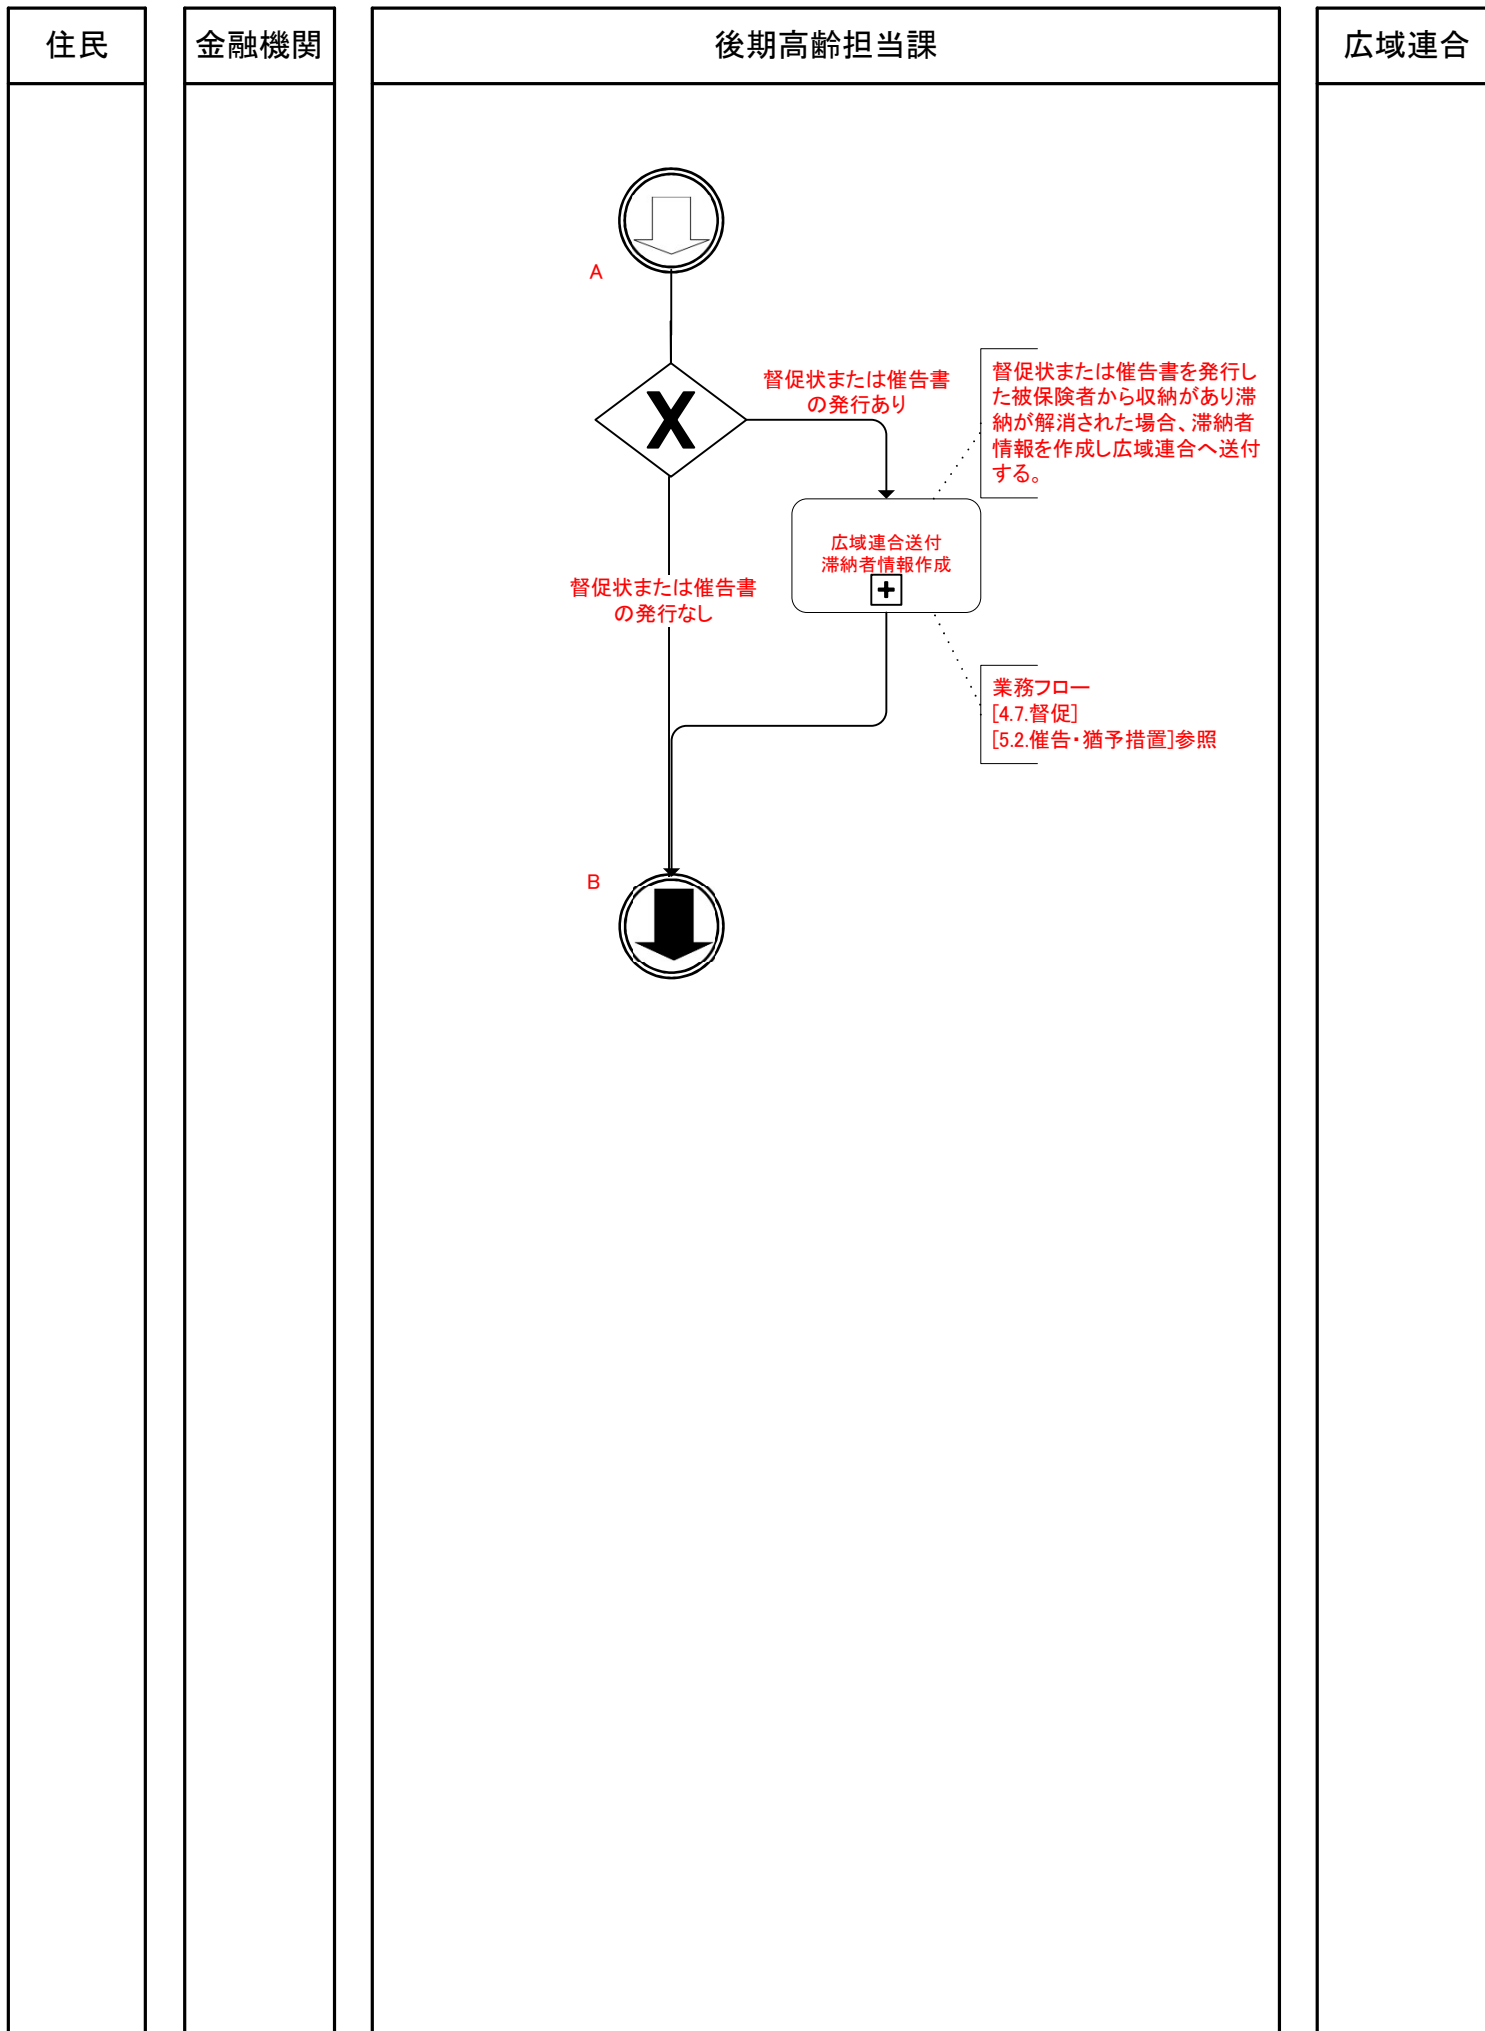 住民
金融機関
後期高齢担当課
広域連合
A
X
督促状または催告書
の発行あり
督促状または催告書を発行し
た被保険者から収納があり滞
納が解消された場合、滞納者
情報を作成し広域連合へ送付
する。
広域連合送付
滞納者情報作成
督促状または催告書
の発行なし
業務フロー
[4.7.督促]
[5.2.催告・猶予措置]参照
B